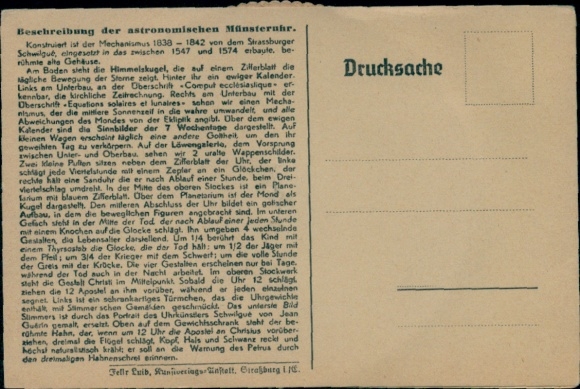 Beschreibung der astronomischen Münsteruhr.
Konstruiert ist der Mechanismus 1838 – 1842 von dem Strassburger
Schwilgué, eingesetzt in das zwischen 1547 und 1574 erbaute, be-
rühmte alte Gehäuse.
Am Boden steht die Himmelskugel, die auf einem Zifferblatt die
tägliche Bewegung der Sterne zeigt. Hinter ihr ein ewiger Kalender.
Links am Unterbau, an der Überschrift «Comput ecclésiastique» er-
kennbar, die kirchliche Zeitrechnung. Rechts am Unterbau mit der
Überschrift «Equations solaires et lunaires» sehen wir einen Mecha-
nismus, der die mittlere Sonnenzeit in die wahre umwandelt, und alle
Abweichungen des Mondes von der Ekliptik angibt. Über dem ewigen
Kalender sind die Sinnbilder der 7 Wochentage dargestellt. Auf
kleinen Wagen erscheint täglich eine andere Gottheit, um den ihr
geweihten Tag zu verkörpern. Auf der Löwengalerie, dem Vorsprung
zwischen Unter- und Oberbau, sehen wir 2 uralte Wappenschilder.
Zwei kleine Putten sitzen neben dem Zifferblatt der Uhr, der linke
schlägt jede Viertelstunde mit einem Zepter an ein Glöckchen, der
rechte hält eine Sanduhr die er nach Ablauf einer Stunde, beim Drei-
viertelschlag umdreht. In der Mitte das oberen Stockes ist ein Plane-
tarium mit blauem Zifferblatt. Über dem Planetarium ist der Mond als
Kugel dargestellt. Den mittleren Abschluss der Uhr bildet ein gotischer
Aufbau, in dem die beweglichen Figuren angebracht sind. Im unteren
Gefach steht in der Mitte der Tod, der nach Ablauf einer jeden Stunde
mit einem Knochen auf die Glocke schlägt. Ihn umgeben 4 wechselnde
Gestalten, die Lebensalter darstellend. Um 1/4 berührt das Kind mit
einem Thyrsosstab die Glocke, die der Tod hält; um 1/2 der Jäger mit
dem Pfeil; um 3/4 der Krieger mit dem Schwert; um die volle Stunde
der Greis mit der Krücke. Die vier Gestalten erscheinen nur bei Tage,
während der Tod auch in der Nacht arbeitet. Im oberen Stockwerk
steht die Gestalt Christi im Mittelpunkt. Sobald die Uhr 12 schlägt,
ziehen die 12 Apostel an ihm vorüber, während er jeden einzelnen
segnet. Links ist ein schrankartiges Türmchen, das die Uhrgewichte
enthält, mit Stimmer'schen Gemälden geschmückt. Das unterste Bild
Stimmers ist durch das Portrait des Uhrkünstlers Schwilgué von Jean
Guérin gemalt, ersetzt. Oben auf dem Gewichtsschrank steht der be-
rühmte Hahn, der, wenn um 12 Uhr die Apostel an Christus vorüber-
ziehen, dreimal die Flügel schlägt, Kopf, Hals und Schwanz reckt und
höchst naturalistisch kräht; er soll an die Warnung des Petrus durch
den dreimaligen Hahnenschrei erinnern.
Felix Luib, Kunstverlags-Anstalt, Straßburg i. E.
Drucksache